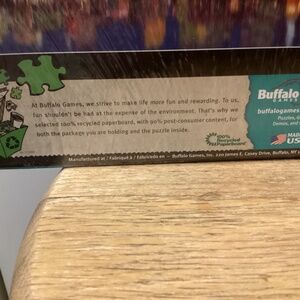 At Buffalo Games, we strive to make life more fun and rewarding. To us,
fun shouldn't be had at the expense of the environment. That's why we
selected 100% recycled paperboard, with 90% post-consumer content, for
both the package you are holding and the puzzle inside.
100%
Recycled
Paperboard
Manufactured at / Fabriqué à / Fabricado en — Buffalo Games, Inc. 220 James E. Casey Drive, Buffalo, NY
Buffalo
GAMES
buffalogames
Puzzles, G
Demos, and
MADE
US